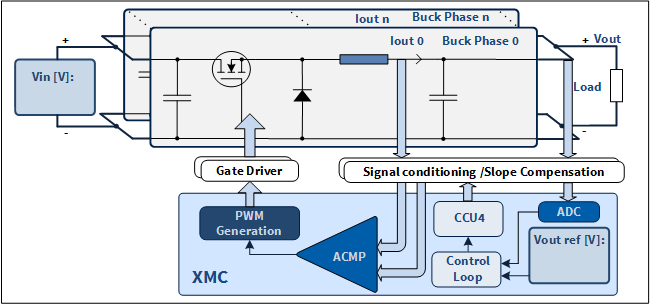 Iout n Buck Phase n
Iout 0 Buck Phase 0
+ + Vout
Vin [V]:
Load
- -
Gate Driver
Signal conditioning /Slope Compensation
PWM
Generation
CCU4
ADC
ACMP
Vout ref [V]:
Control
Loop
XMC